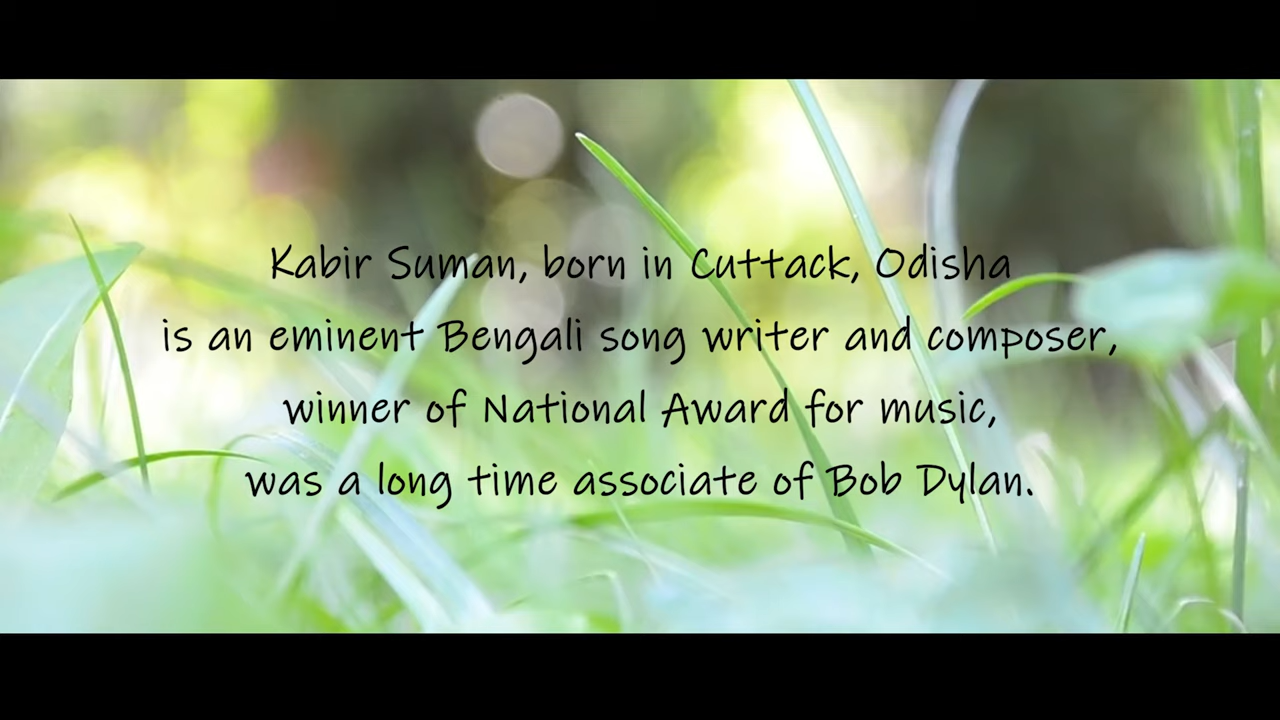 Kabir Suman, born in Cuttack, Odisha
is an eminent Bengali song writer and composer,
winner of National Award for music,
was a long time associate of Bob Dylan.